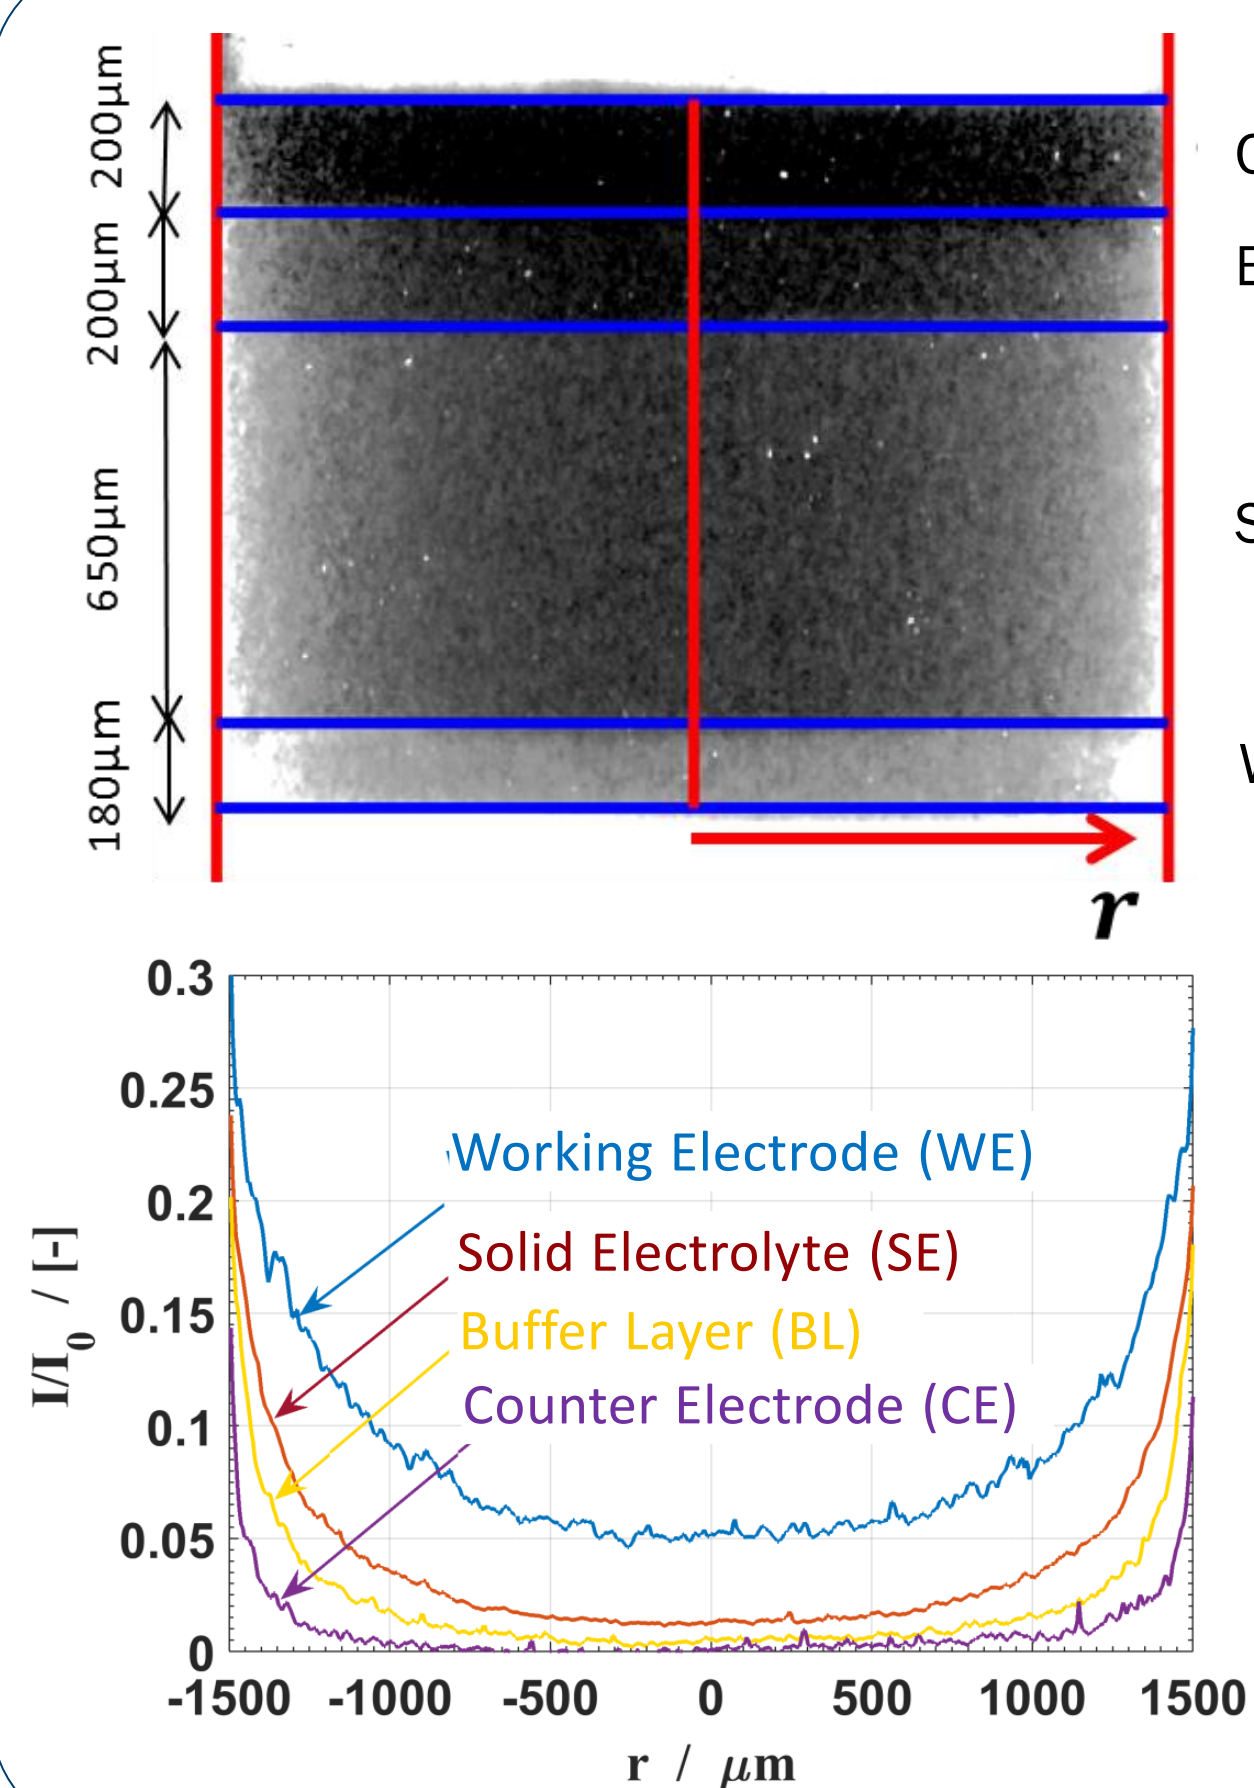 200µm
C
200µm
B
650µm
S
180µm
r
0.3
0.25
0.2
0.15
0.1
0.05
0
I/I0 / [-]
Working Electrode (WE)
Solid Electrolyte (SE)
Buffer Layer (BL)
Counter Electrode (CE)
-1500 -1000 -500 0 500 1000 1500
r / µm